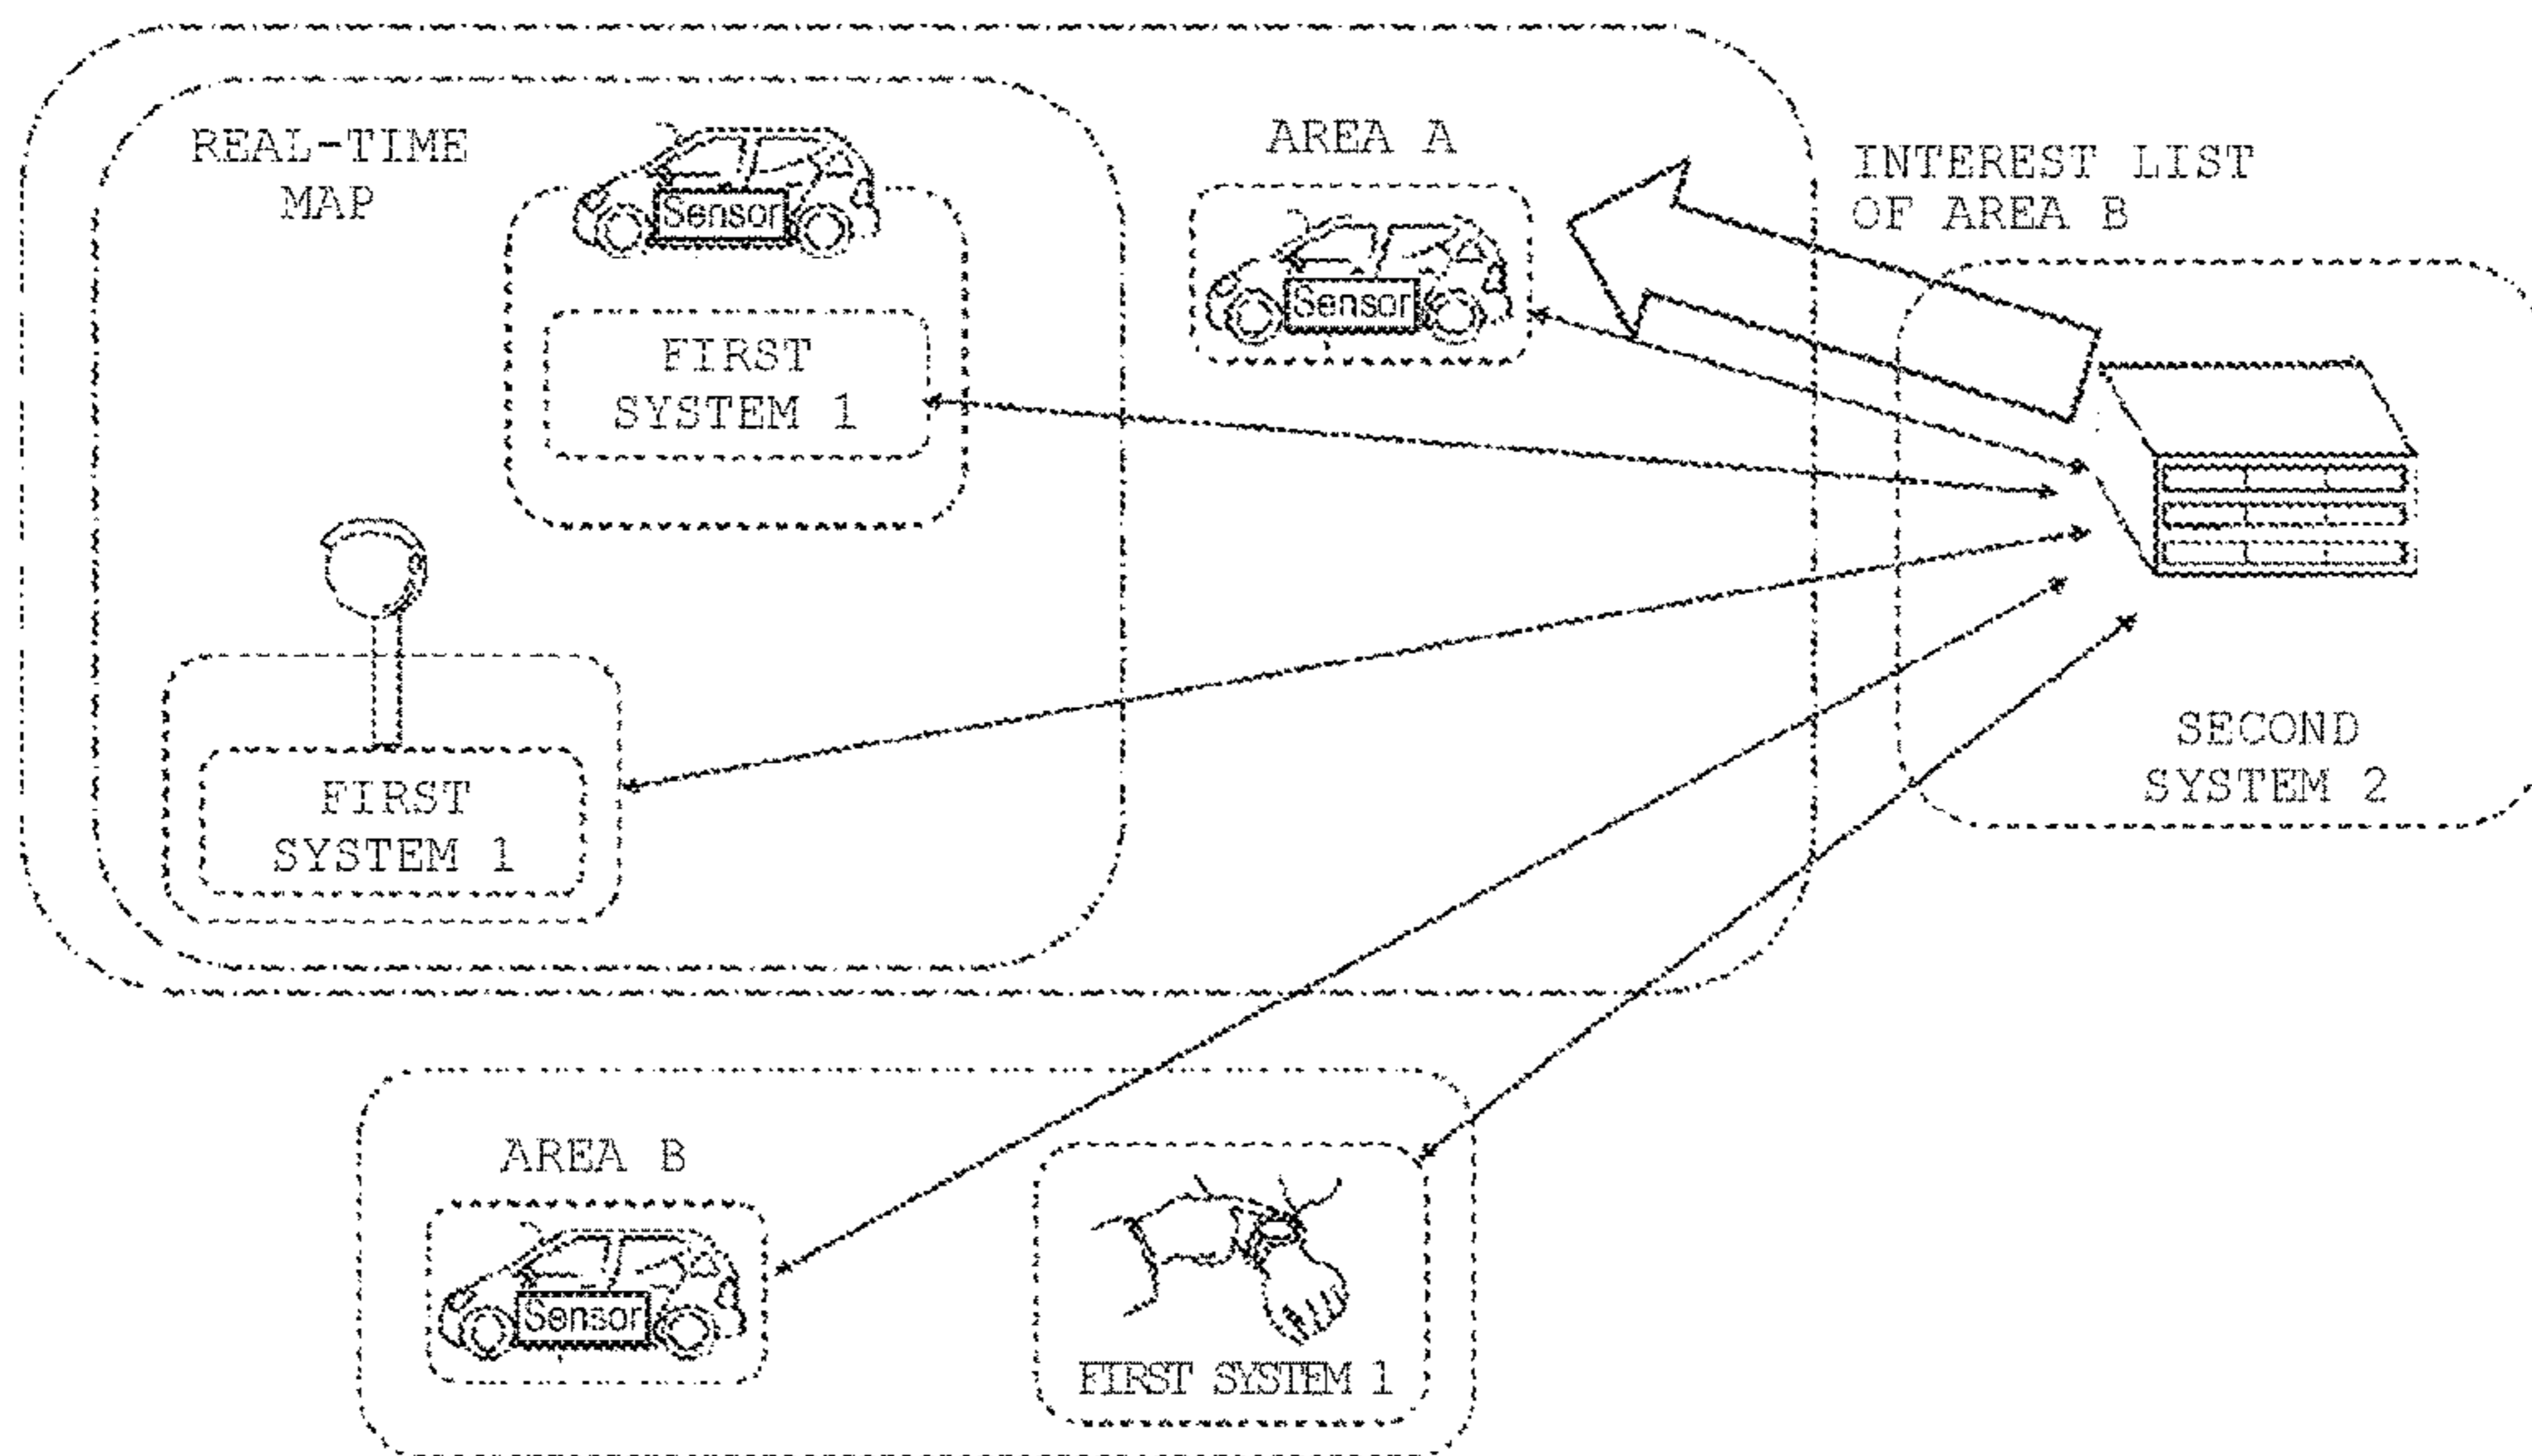 REAL-TIME
MAP
Sensor
FIRST
SYSTEM 1
AREA A
Sensor
INTEREST LIST
OF AREA B
FIRST
SYSTEM 1
SECOND
SYSTEM 2
AREA B
Sensor
FIRST SYSTEM 1